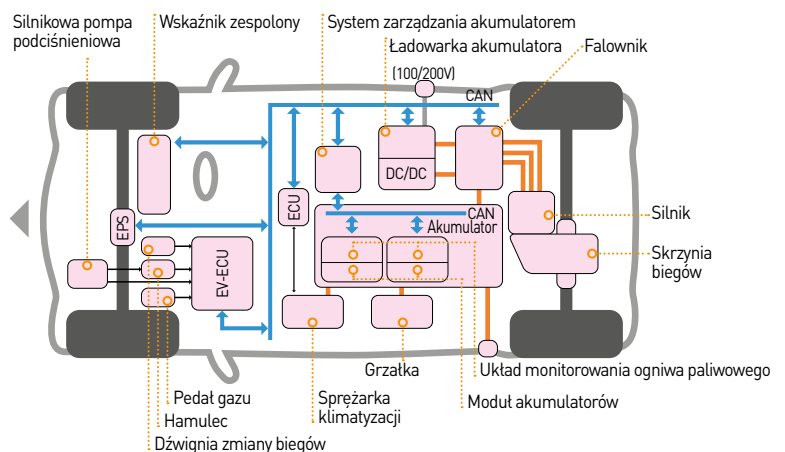 Silnikowa pompa
podciśnieniowa
Wskaźnik zespolony
System zarządzania akumulatorem
Ładowarka akumulatora
Falownik
(100/200V)
CAN
DC/DC
ECU
CAN
Akumulator
EPS
EV-ECU
Silnik
Skrzynia
biegów
Grzałka
Układ monitorowania ogniwa paliwowego
Pedał gazu
Sprężarka
klimatyzacji
Moduł akumulatorów
Hamulec
Dźwignia zmiany biegów